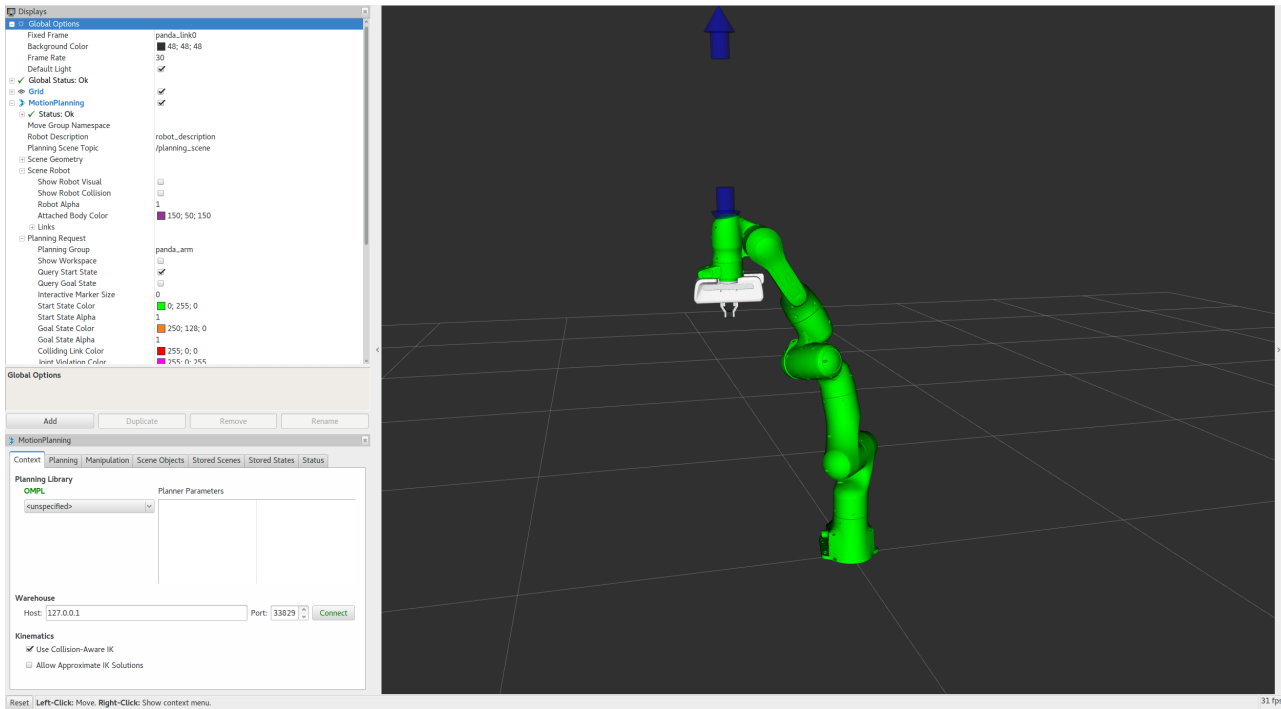 Displays
Global Options
Fixed Frame panda_link0
Background Color 48; 48; 48
Frame Rate 30
Default Light
Global Status: Ok
Grid
MotionPlanning
Status: Ok
Move Group Namespace
Robot Description robot_description
Planning Scene Topic /planning_scene
Scene Geometry
Scene Robot
Show Robot Visual
Show Robot Collision
Robot Alpha 1
Attached Body Color 150; 50; 150
Links
Planning Request
Planning Group panda_arm
Show Workspace
Query Start State
Query Goal State
Interactive Marker Size 0
Start State Color 0; 255; 0
Start State Alpha 1
Goal State Color 250; 128; 0
Goal State Alpha 1
Colliding Link Color 255; 0; 0
Joint Violation Color 255; 0; 255
Global Options
Add Duplicate Remove Rename
MotionPlanning
Context Planning Manipulation Scene Objects Stored Scenes Stored States Status
Planning Library
OMPL Planner Parameters
<unspecified>
Warehouse
Host: 127.0.0.1 Port: 33829 Connect
Kinematics
Use Collision-Aware IK
Allow Approximate IK Solutions
Reset Left-Click: Move. Right-Click: Show context menu. 31 fps